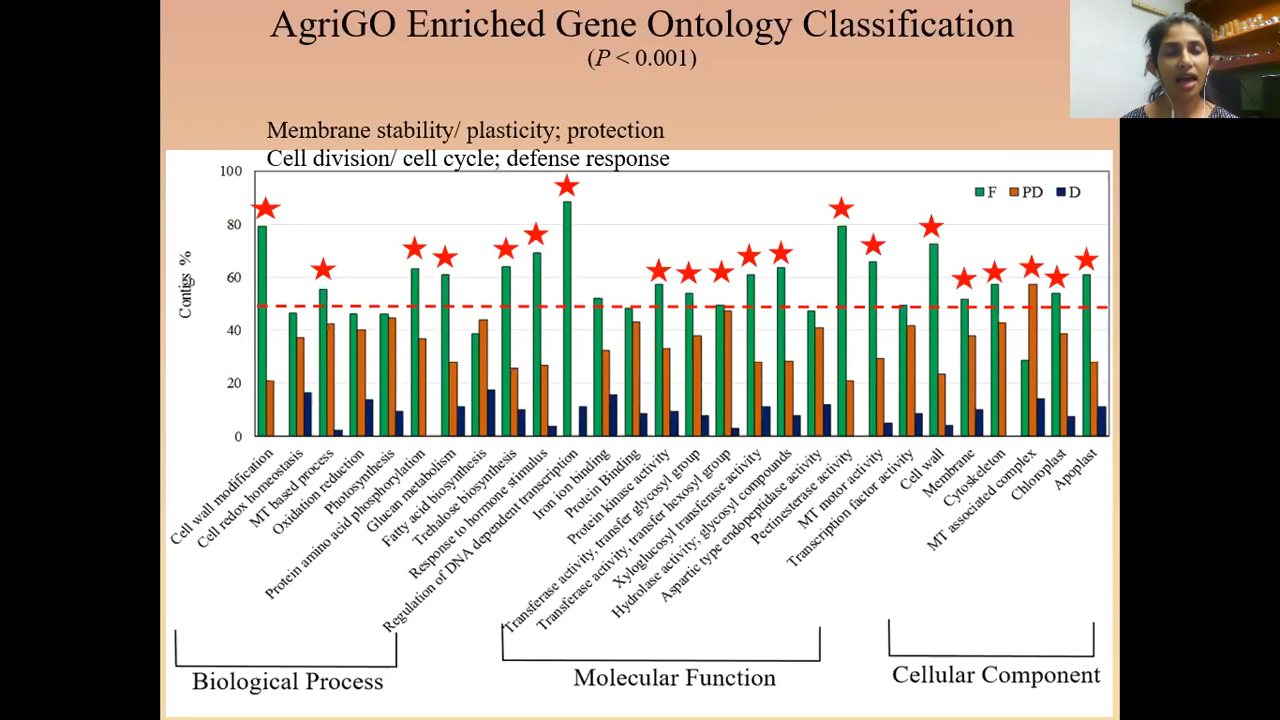 AgriGO Enriched Gene Ontology Classification
(P < 0.001)
Membrane stability/ plasticity; protection
Cell division/ cell cycle; defense response
F PD D
Contigs %
100
80
60
40
20
0
Cell wall modification
Cell redox homeostasis
MT based process
Oxidation reduction
Photosynthesis
Protein amino acid phosphorylation
Glucan metabolism
Fatty acid biosynthesis
Trehalose biosynthesis
Response to hormone stimulus
Regulation of DNA dependent transcription
Iron ion binding
Protein Binding
Protein kinase activity
Transferase activity, transfer glycosyl group
Transferase activity, transfer hexosyl group
Xyloglucosyl transferase activity
Hydrolase activity; glycosyl compounds
Aspartic type endopeptidase activity
Pectinesterase activity
MT motor activity
Transcription factor activity
Cell wall
Membrane
Cytoskeleton
MT associated complex
Chloroplast
Apoplast
Biological Process
Molecular Function
Cellular Component